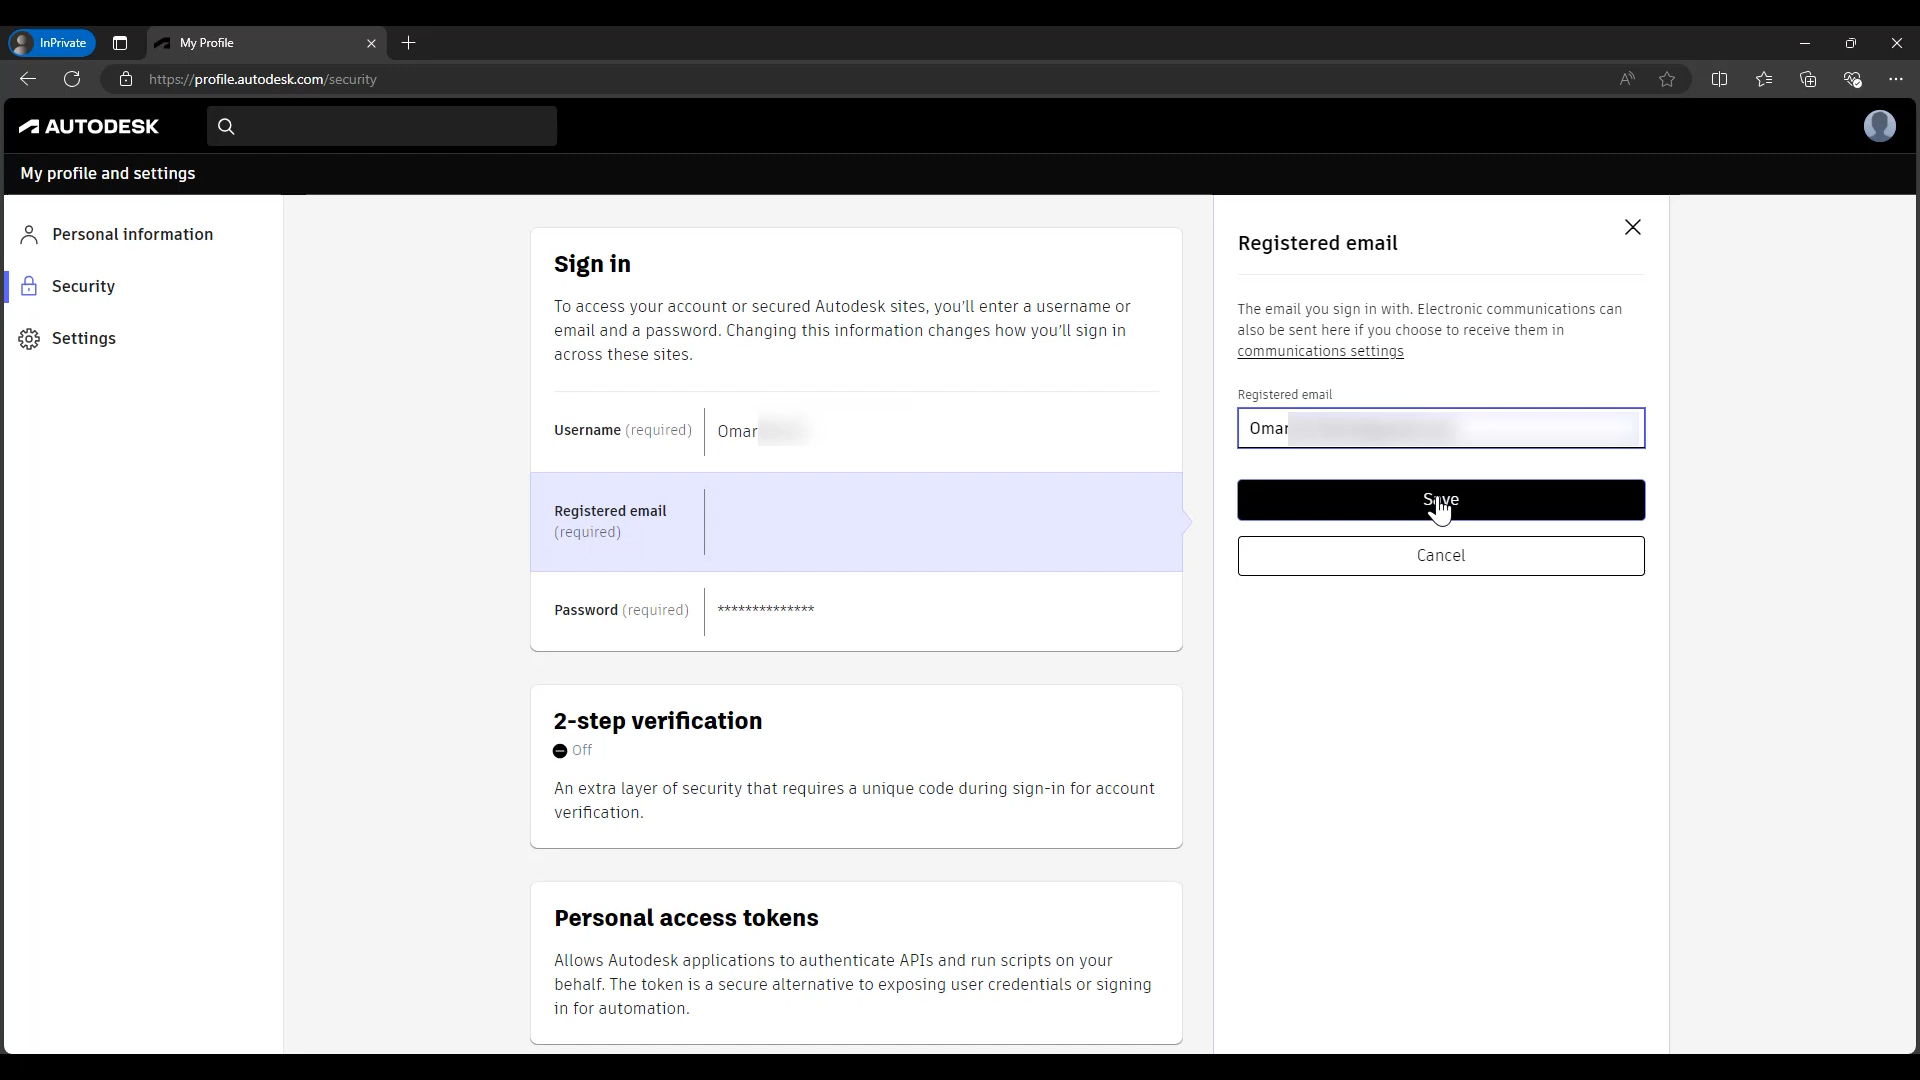 InPrivate
My Profile
https://profile.autodesk.com/security
AUTODESK
My profile and settings
Personal information
Security
Settings
Sign in
To access your account or secured Autodesk sites, you'll enter a username or
email and a password. Changing this information changes how you'll sign in
across these sites.
Username (required)
Omar
Registered email
(required)
Password (required)
**************
2-step verification
Off
An extra layer of security that requires a unique code during sign-in for account
verification.
Personal access tokens
Allows Autodesk applications to authenticate APIs and run scripts on your
behalf. The token is a secure alternative to exposing user credentials or signing
in for automation.
Registered email
The email you sign in with. Electronic communications can
also be sent here if you choose to receive them in
communications settings
Registered email
Omar
Save
Cancel